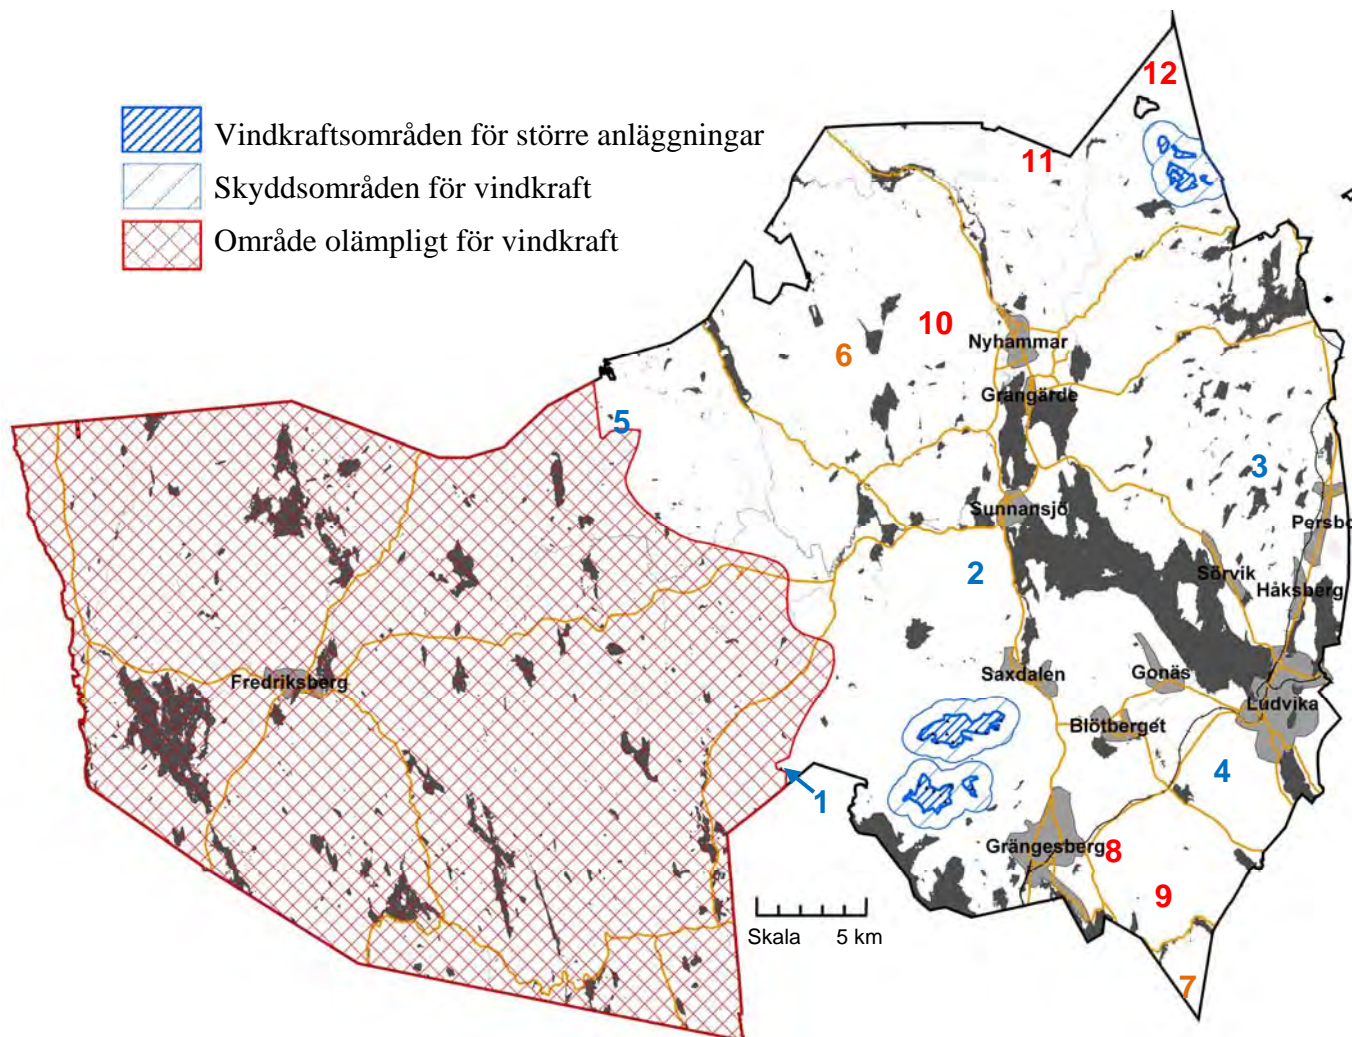 Vindkraftsområden för större anläggningar
Skyddsområden för vindkraft
Område olämpligt för vindkraft
12
11
10
6
Nyhammar
Grangärde
5
3
Sunnansjö
Persbo
2
Sörvik
Håksberg
Fredriksberg
Saxdalen
Gonäs
Ludvika
Blötberget
4
1
Grängesberg
8
9
Skala 5 km
7